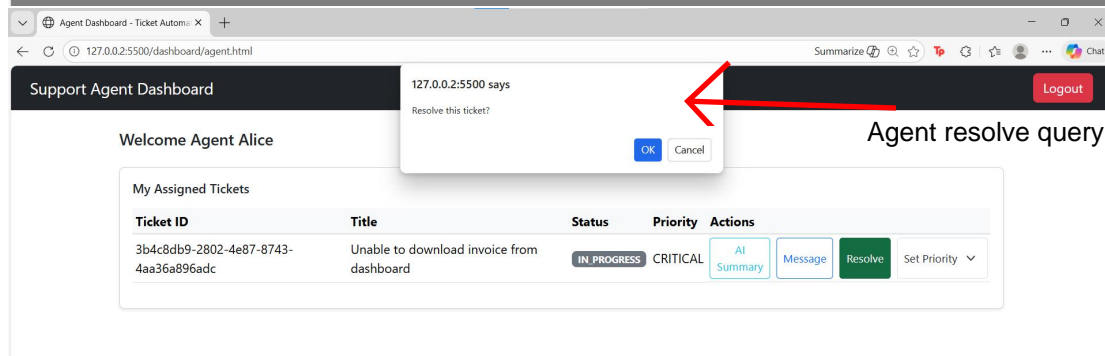 Agent Dashboard - Ticket Automa
127.0.0.2:5500/dashboard/agent.html
Summarize
Chat
Support Agent Dashboard
Logout
127.0.0.2:5500 says
Resolve this ticket?
OK Cancel
Agent resolve query
Welcome Agent Alice
My Assigned Tickets
Ticket ID Title Status Priority Actions
3b4c8db9-2802-4e87-8743-
4aa36a896adc
Unable to download invoice from
dashboard
IN_PROGRESS CRITICAL
AI
Summary
Message Resolve Set Priority